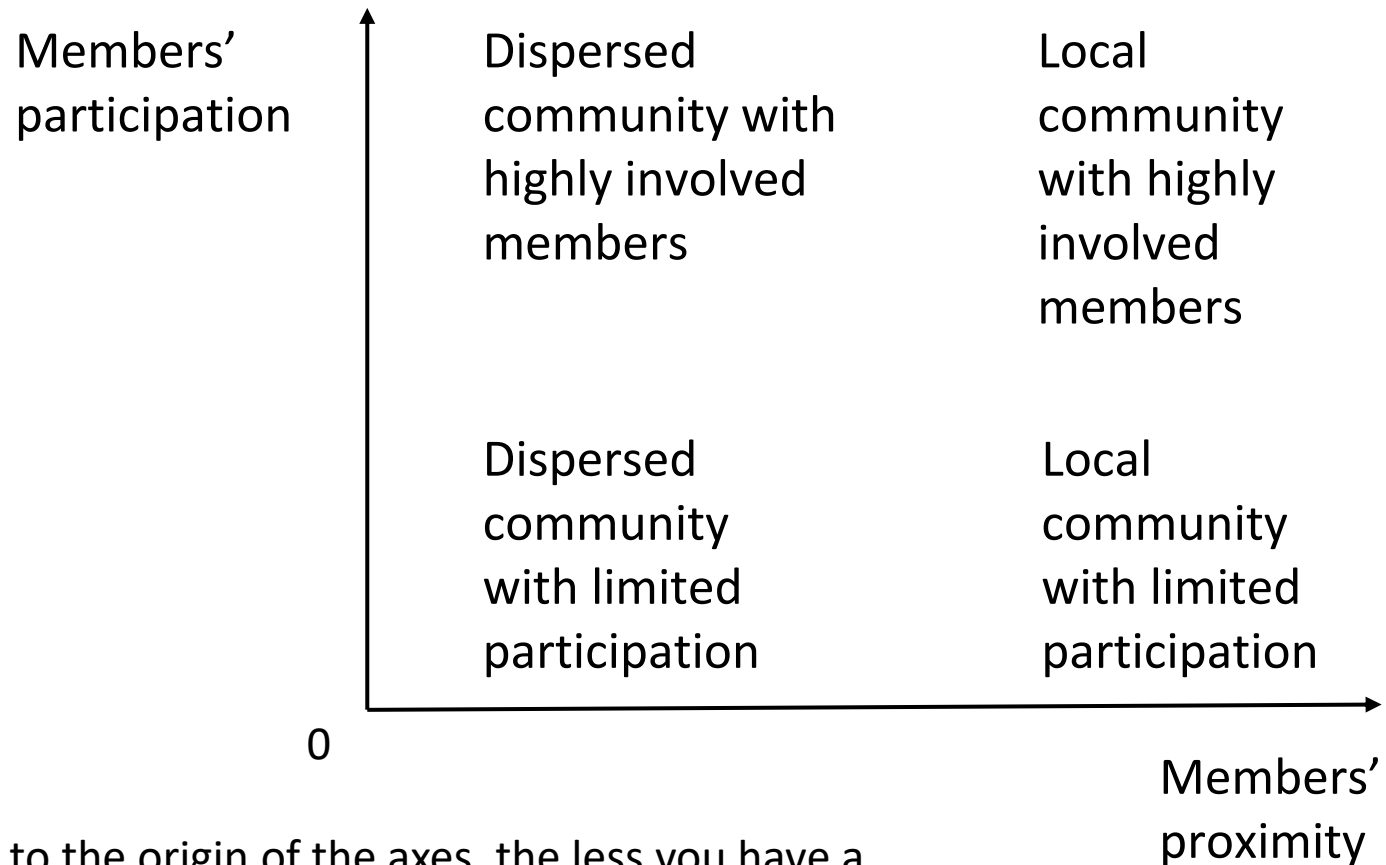 Members’
participation
Dispersed
community with
highly involved
members
Local
community
with highly
involved
members
Dispersed
community
with limited
participation
Local
community
with limited
participation
0
Members’
proximity
to the origin of the axes, the less you have a